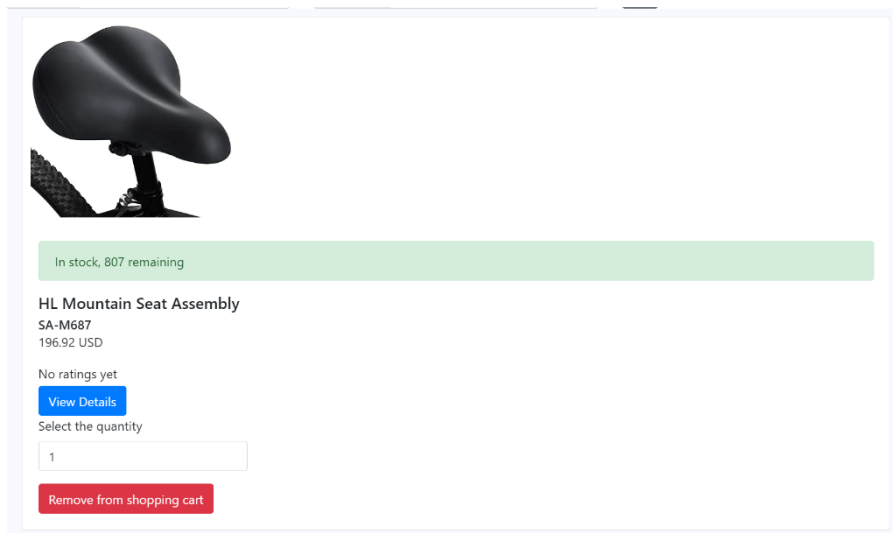 In stock, 807 remaining
HL Mountain Seat Assembly
SA-M687
196.92 USD
No ratings yet
View Details
Select the quantity
1
Remove from shopping cart